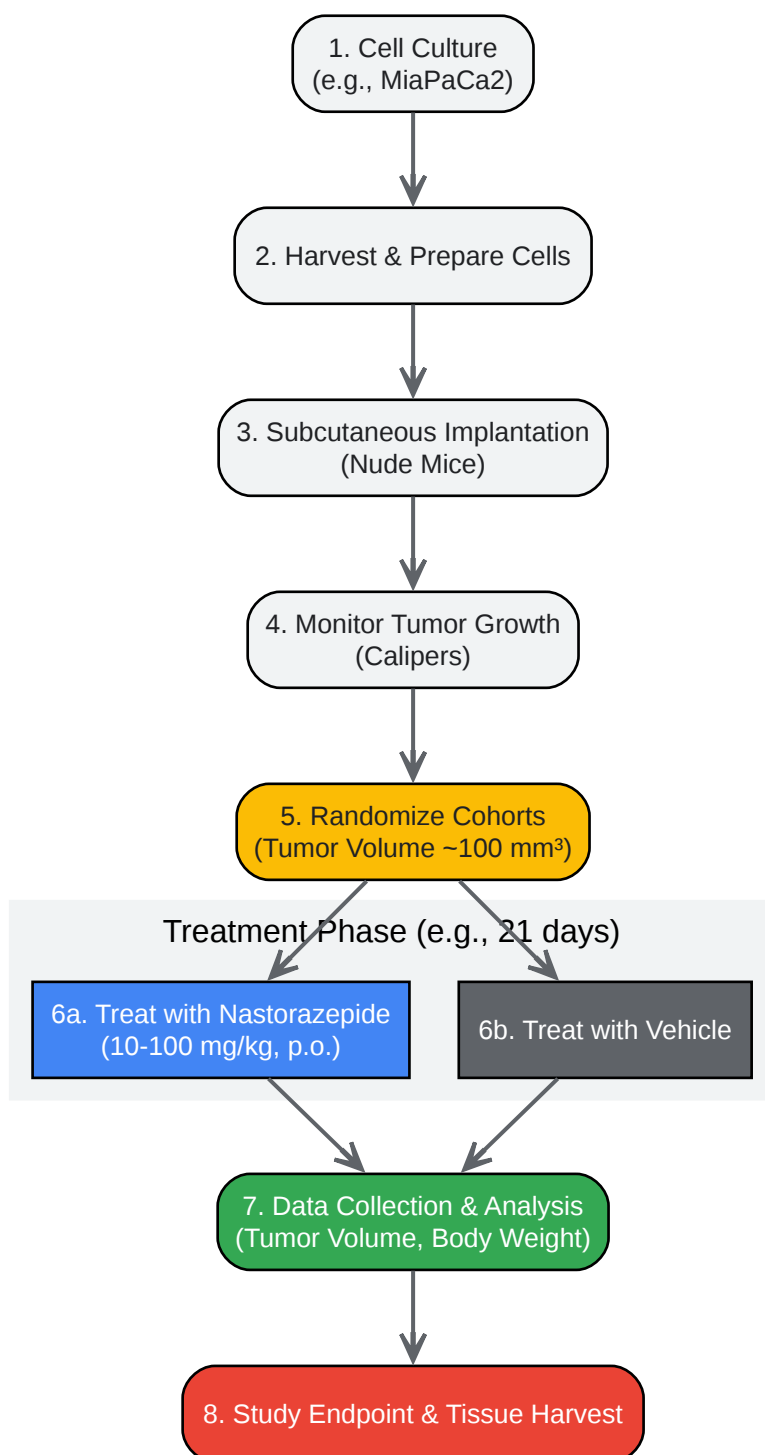 1. Cell Culture
(e.g., MiaPaCa2)
2. Harvest & Prepare Cells
3. Subcutaneous Implantation
(Nude Mice)
4. Monitor Tumor Growth
(Calipers)
5. Randomize Cohorts
(Tumor Volume ~100 mm³)
Treatment Phase (e.g., 21 days)
6a. Treat with Nastorazepide
(10-100 mg/kg, p.o.)
6b. Treat with Vehicle
7. Data Collection & Analysis
(Tumor Volume, Body Weight)
8. Study Endpoint & Tissue Harvest